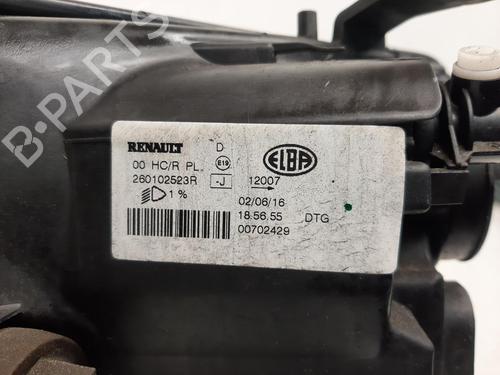 RENAULT D ELBA
00 HC/R PL. E19
260102523R -J 12007
1% 02/06/16
18.56.55 DTG
00702429
B-PARTS